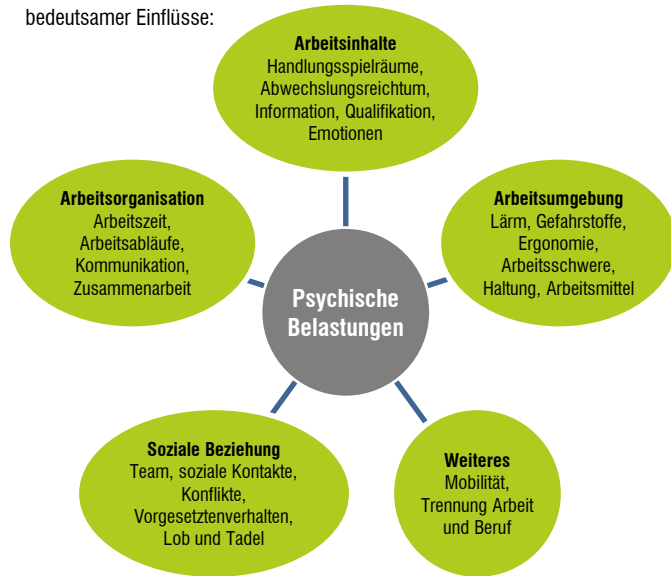 bedeutsamer Einflüsse:
Arbeitsinhalte
Handlungsspielräume,
Abwechslungsreichtum,
Information, Qualifikation,
Emotionen
Arbeitsorganisation
Arbeitszeit,
Arbeitsabläufe,
Kommunikation,
Zusammenarbeit
Arbeitsumgebung
Lärm, Gefahrstoffe,
Ergonomie,
Arbeitsschwere,
Haltung, Arbeitsmittel
Psychische
Belastungen
Soziale Beziehung
Team, soziale Kontakte,
Konflikte,
Vorgesetztenverhalten,
Lob und Tadel
Weiteres
Mobilität,
Trennung Arbeit
und Beruf